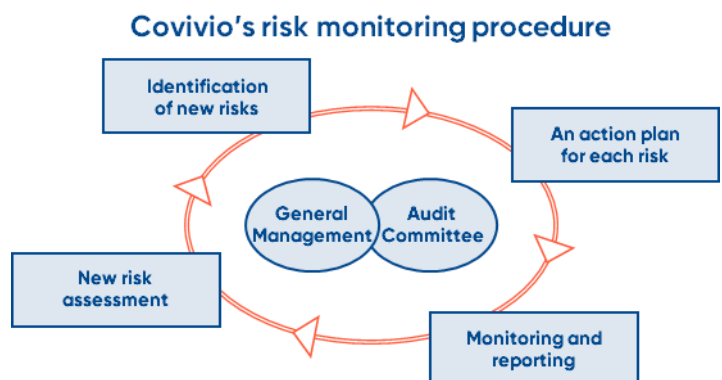 Covivio's risk monitoring procedure
Identification
of new risks
An action plan
for each risk
General
Management
Audit
Committee
New risk
assessment
Monitoring and
reporting